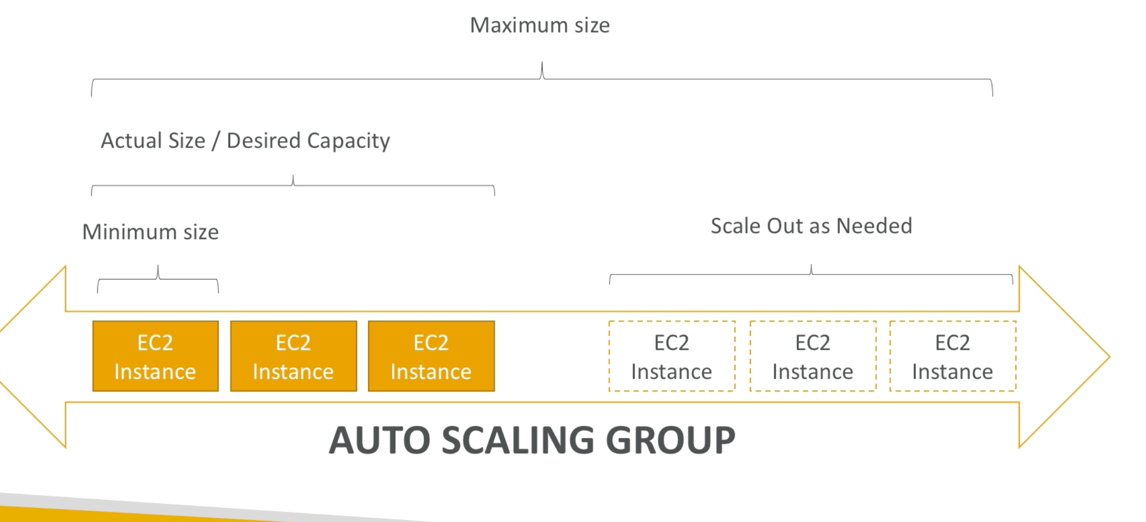 Maximum size
Actual Size / Desired Capacity
Minimum size
Scale Out as Needed
EC2
Instance
EC2
Instance
EC2
Instance
EC2
Instance
EC2
Instance
EC2
Instance
AUTO SCALING GROUP